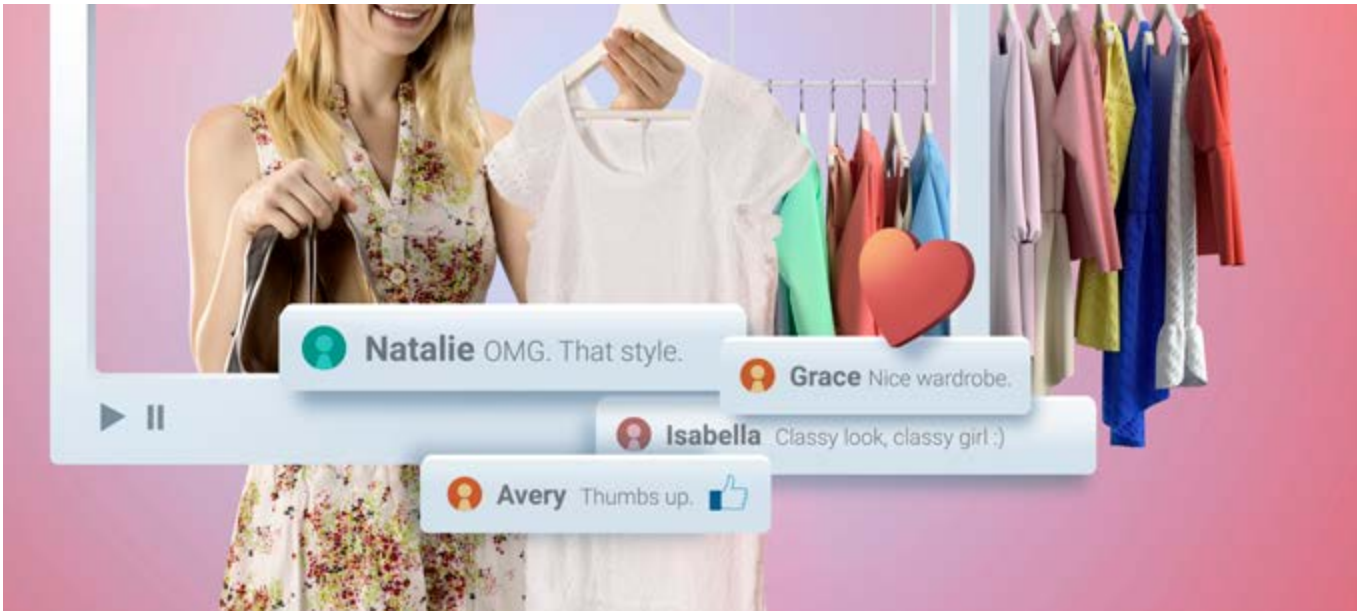 Natalie OMG. That style.
Grace Nice wardrobe.
Isabella Classy look, classy girl :)
Avery Thumbs up.